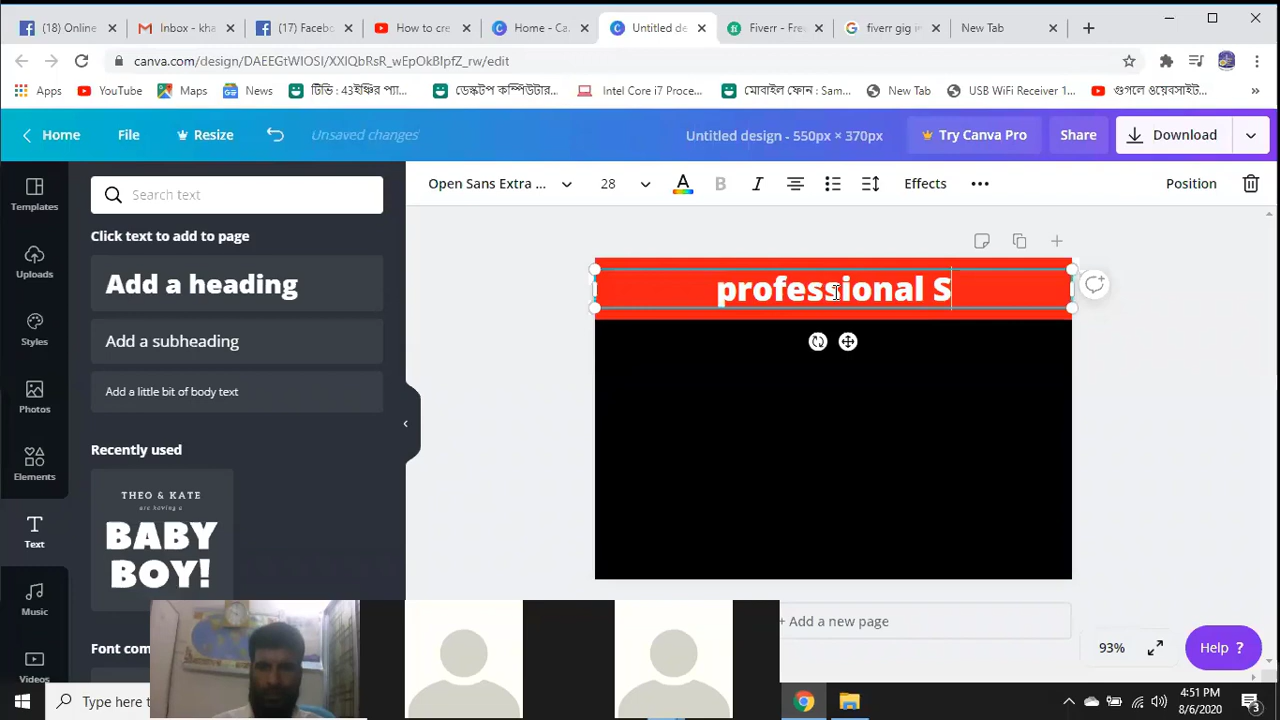 (18) Online
Inbox - kha
(17) Facebo
How to cre
Home - Ca
Untitled de
Fiverr - Free
fiverr gig in
New Tab
canva.com/design/DAEEGtWIOSI/XXlQbRsR_wEpOkBlpfZ_rw/edit
Apps
YouTube
Maps
News
টিভি : 43ইঞ্চির প্যা...
ডেস্কটপ কম্পিউটার...
Intel Core i7 Proce...
মোবাইল ফোন : Sam...
New Tab
USB WiFi Receiver 1...
গুগলে ওয়েবসাইট...
Home
File
Resize
Unsaved changes
Untitled design - 550px × 370px
Try Canva Pro
Share
Download
Templates
Uploads
Styles
Photos
Elements
Text
Music
Videos
Search text
Click text to add to page
Add a heading
Add a subheading
Add a little bit of body text
Recently used
THEO & KATE
are having a
BABY
BOY!
Font com
Open Sans Extra ...
28
A
B
I
Effects
Position
professional S
+ Add a new page
93%
Help ?
Type here t
4:51 PM
8/6/2020
3